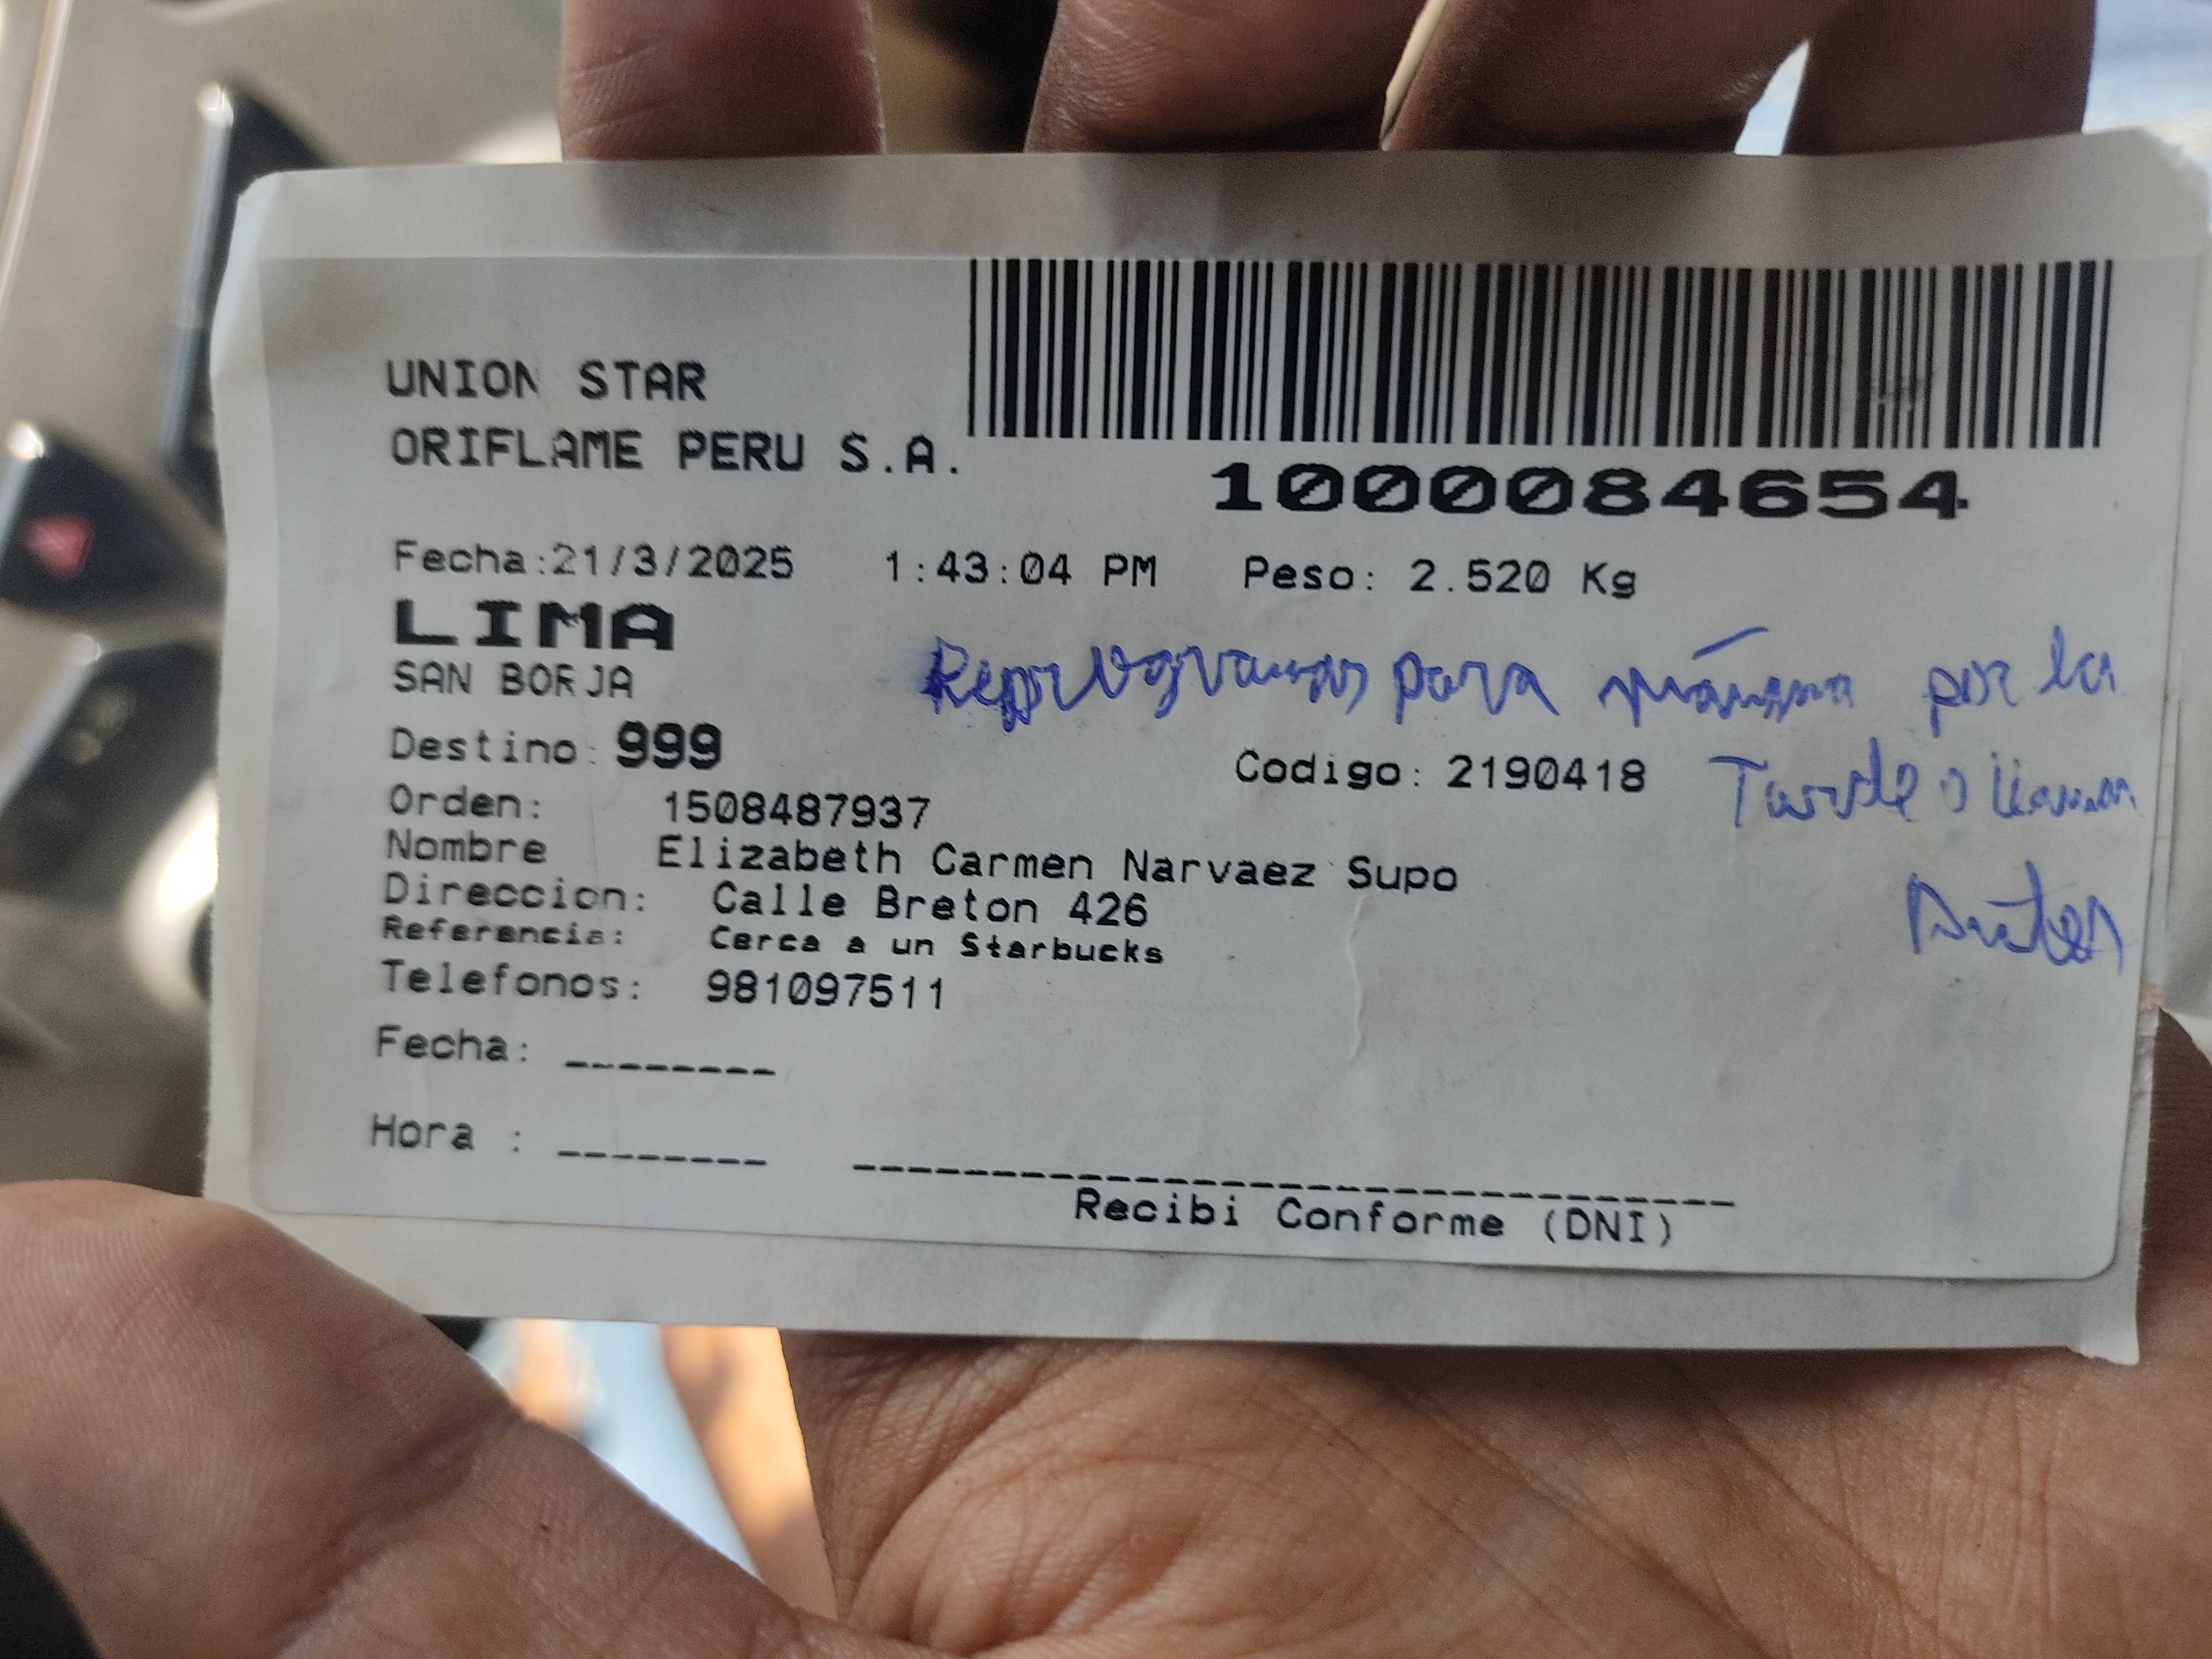 UNION STAR
ORIFLAME PERU S.A.
1000084654
Fecha:21/3/2025 1:43:04 PM Peso: 2.520 Kg
LIMA
SAN BORJA
Reprogramar para mañana por la
Tarde o llamar
Antes
Destino: 999
Codigo: 2190418
Orden: 1508487937
Nombre Elizabeth Carmen Narvaez Supo
Direccion: Calle Breton 426
Referencia: Cerca a un Starbucks
Telefonos: 981097511
Fecha: --------
Hora : --------
Recibi Conforme (DNI)